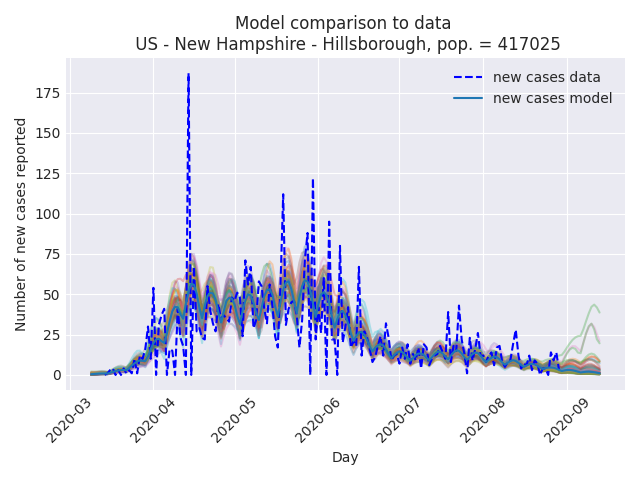 Model comparison to data
US - New Hampshire - Hillsborough, pop. = 417025
new cases data
new cases model
Number of new cases reported
175
150
125
100
75
50
25
0
2020-03
2020-04
2020-05
2020-06
2020-07
2020-08
2020-09
Day